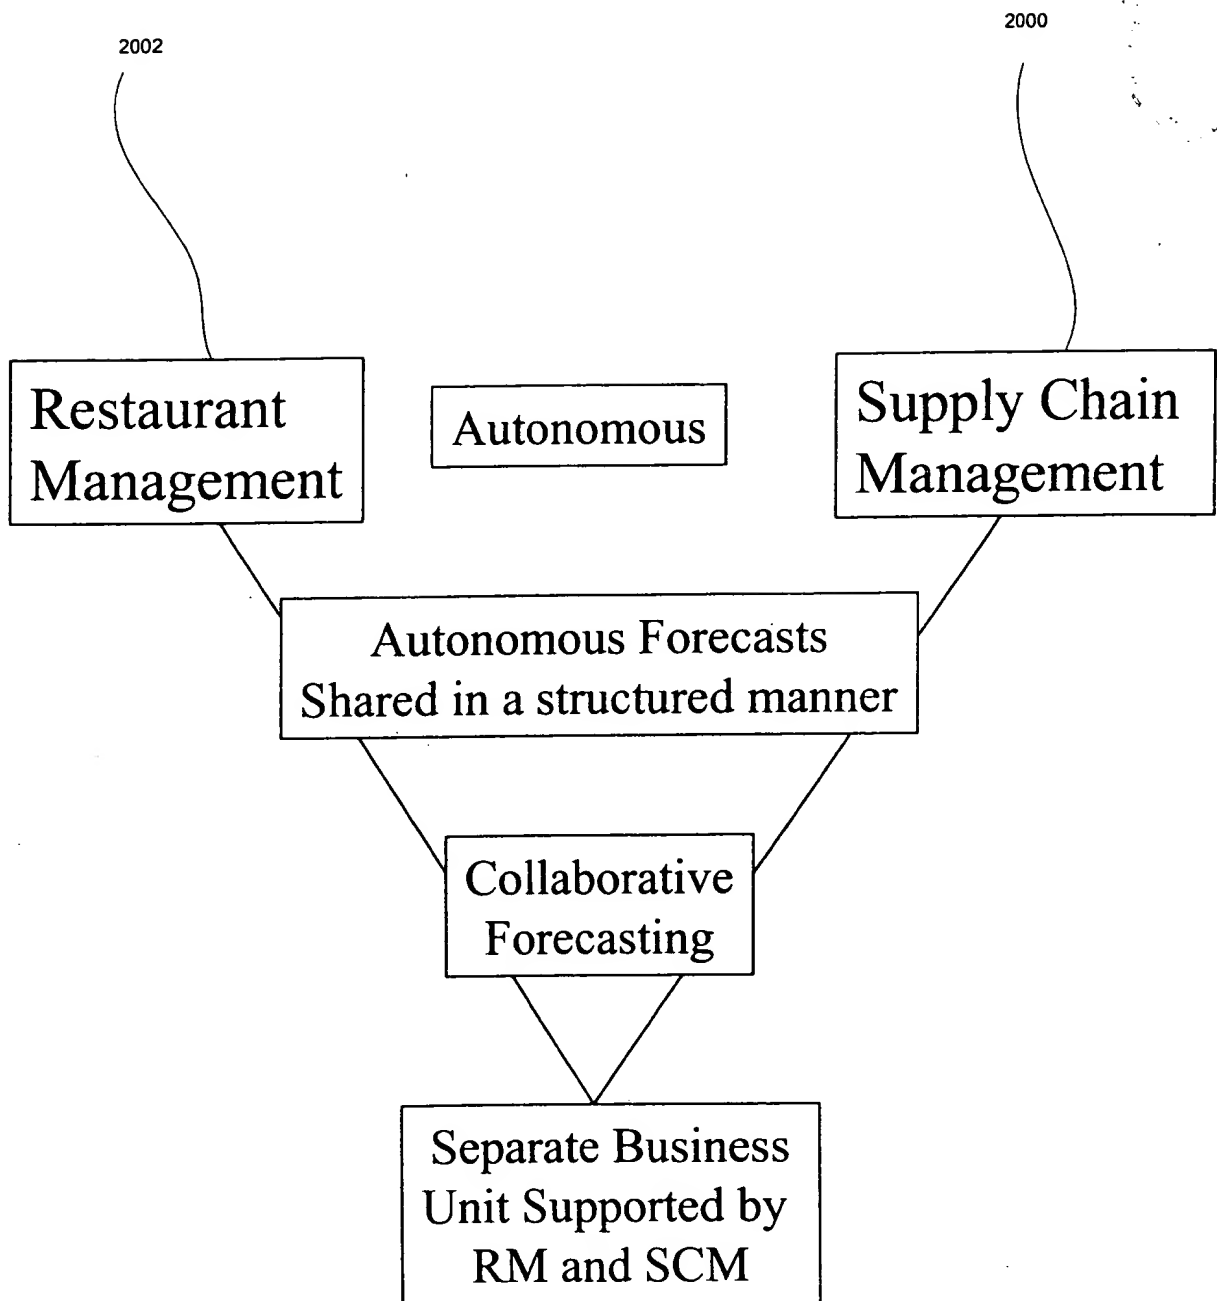 2002
2000
Restaurant
Management
Autonomous
Supply Chain
Management
Autonomous Forecasts
Shared in a structured manner
Collaborative
Forecasting
Separate Business
Unit Supported by
RM and SCM